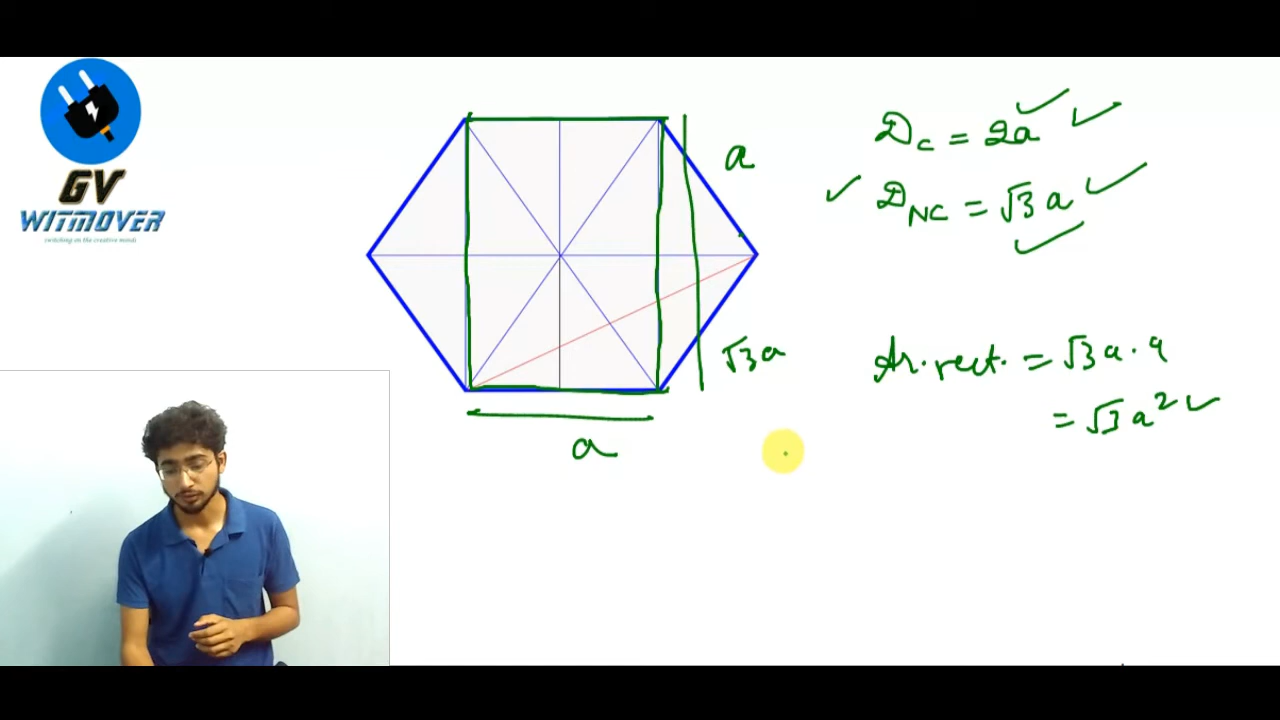 GV
WITMOVER
switching on the creative minds
a
√3a
a
D_C = 2a
D_NC = √3 a
Ar. rect. = √3a · a
= √3 a²